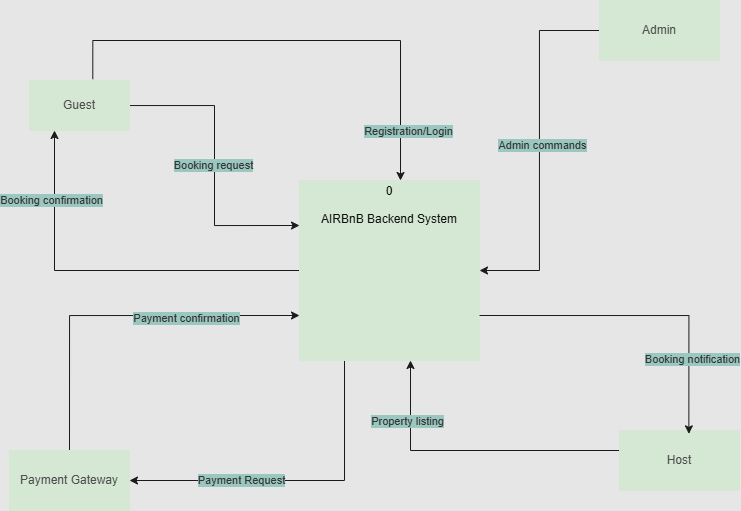 Admin
Guest
Registration/Login
Admin commands
Booking request
0
Booking confirmation
AIRBnB Backend System
Payment confirmation
Booking notification
Property listing
Host
Payment Gateway
Payment Request